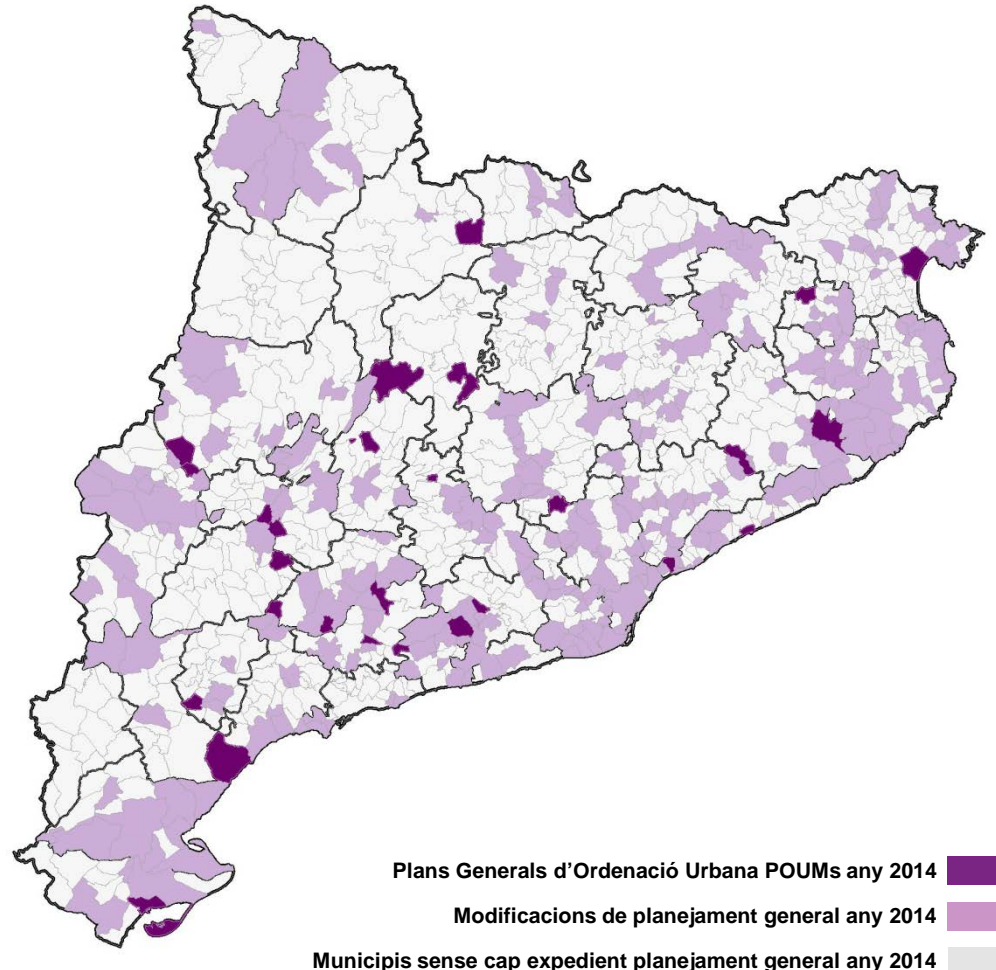 Plans Generals d’Ordenació Urbana POUMs any 2014
Modificacions de planejament general any 2014
Municipis sense cap expedient planejament general any 2014